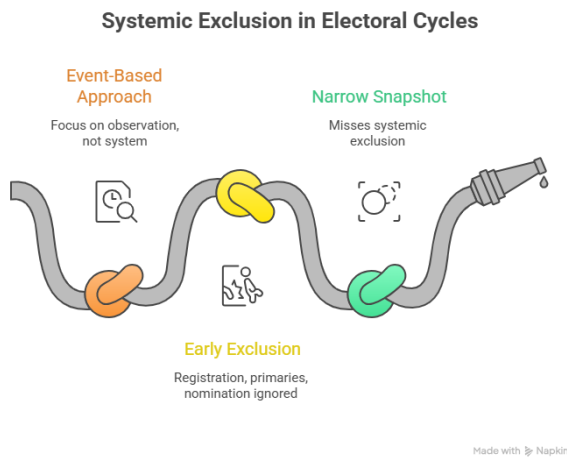 Systemic Exclusion in Electoral Cycles
Event-Based
Approach
Focus on observation,
not system
Narrow Snapshot
Misses systemic
exclusion
Early Exclusion
Registration, primaries,
nomination ignored
Made with Napkin